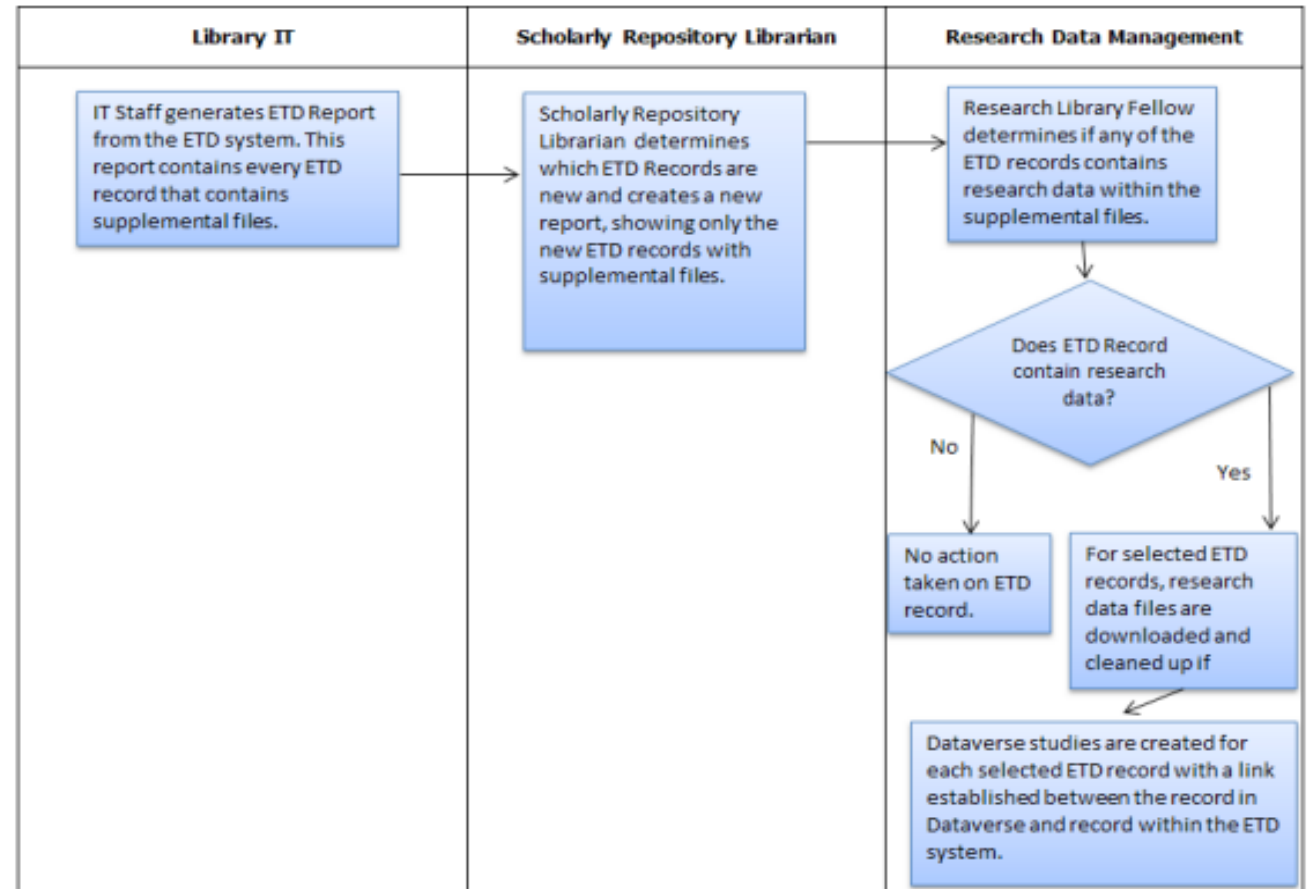 Library IT
Scholarly Repository Librarian
Research Data Management
IT Staff generates ETD Report
from the ETD system. This
report contains every ETD
record that contains
supplemental files.
Scholarly Repository
Librarian determines
which ETD Records are
new and creates a new
report, showing only the
new ETD records with
supplemental files.
Research Library Fellow
determines if any of the
ETD records contains
research data within the
supplemental files.
Does ETD Record
contain research
data?
No
Yes
No action
taken on ETD
record.
For selected ETD
records, research
data files are
downloaded and
cleaned up if
Dataverse studies are created for
each selected ETD record with a link
established between the record in
Dataverse and record within the ETD
system.